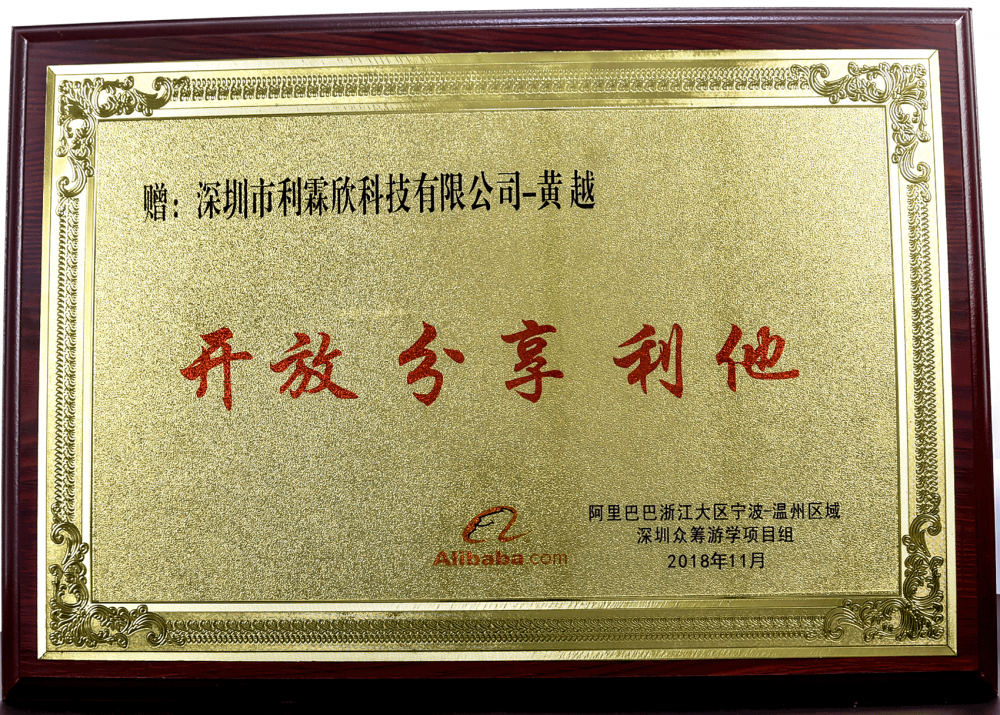 赠：深圳市利霖欣科技有限公司-黄越
开放 分享 利他
Alibaba.com
阿里巴巴浙江大区宁波-温州区域
深圳众筹游学项目组
2018年11月